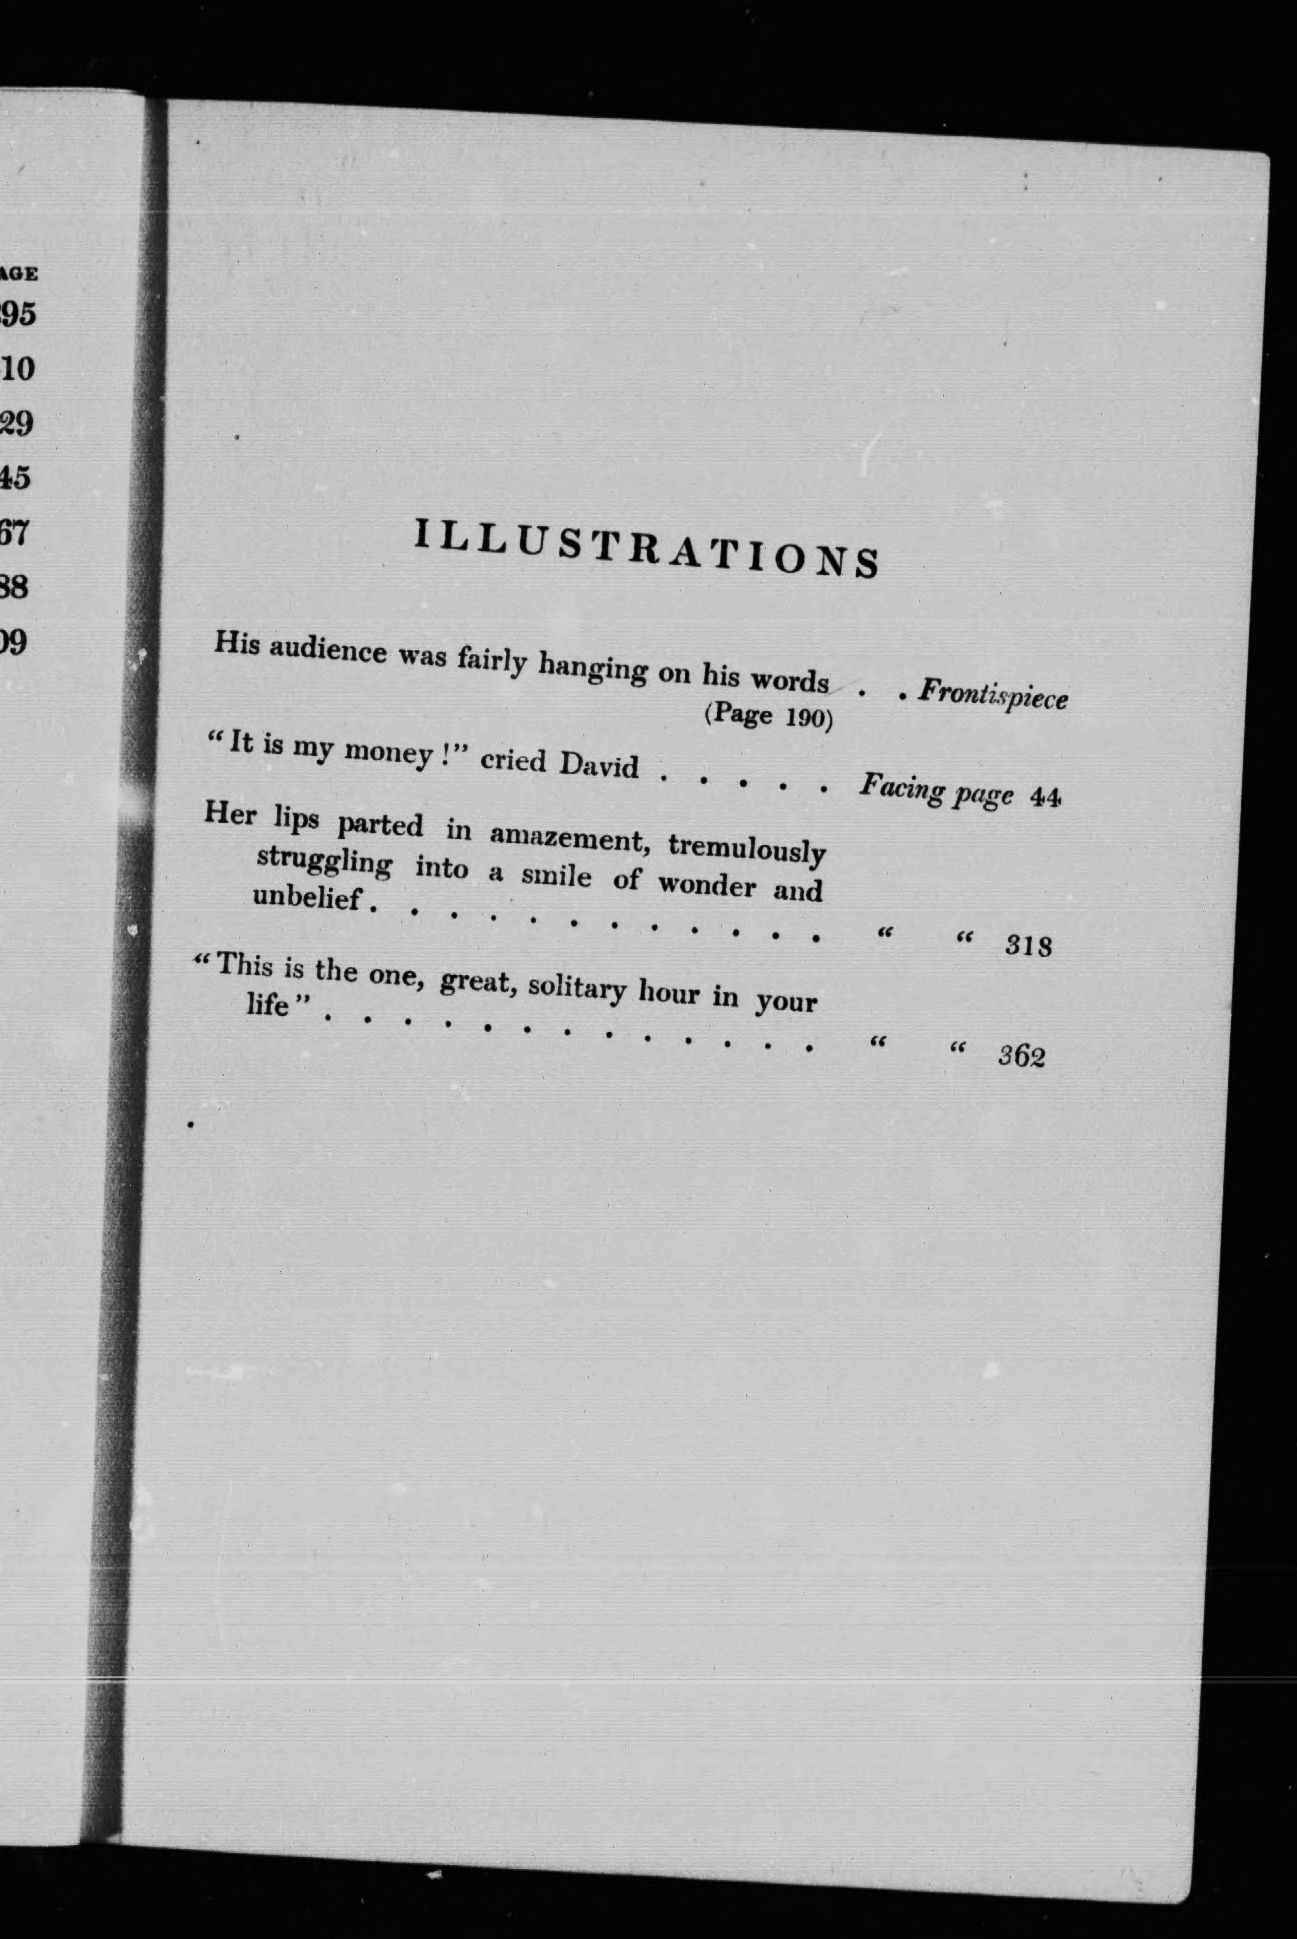 AGE
95
10
29
45
67
88
09
ILLUSTRATIONS
His audience was fairly hanging on his words . . Frontispiece
(Page 190)
"It is my money!" cried David . . . . . Facing page 44
Her lips parted in amazement, tremulously
struggling into a smile of wonder and
unbelief . . . . . . . . . . . . “ “ 318
"This is the one, great, solitary hour in your
life" . . . . . . . . . . . . . “ “ 362